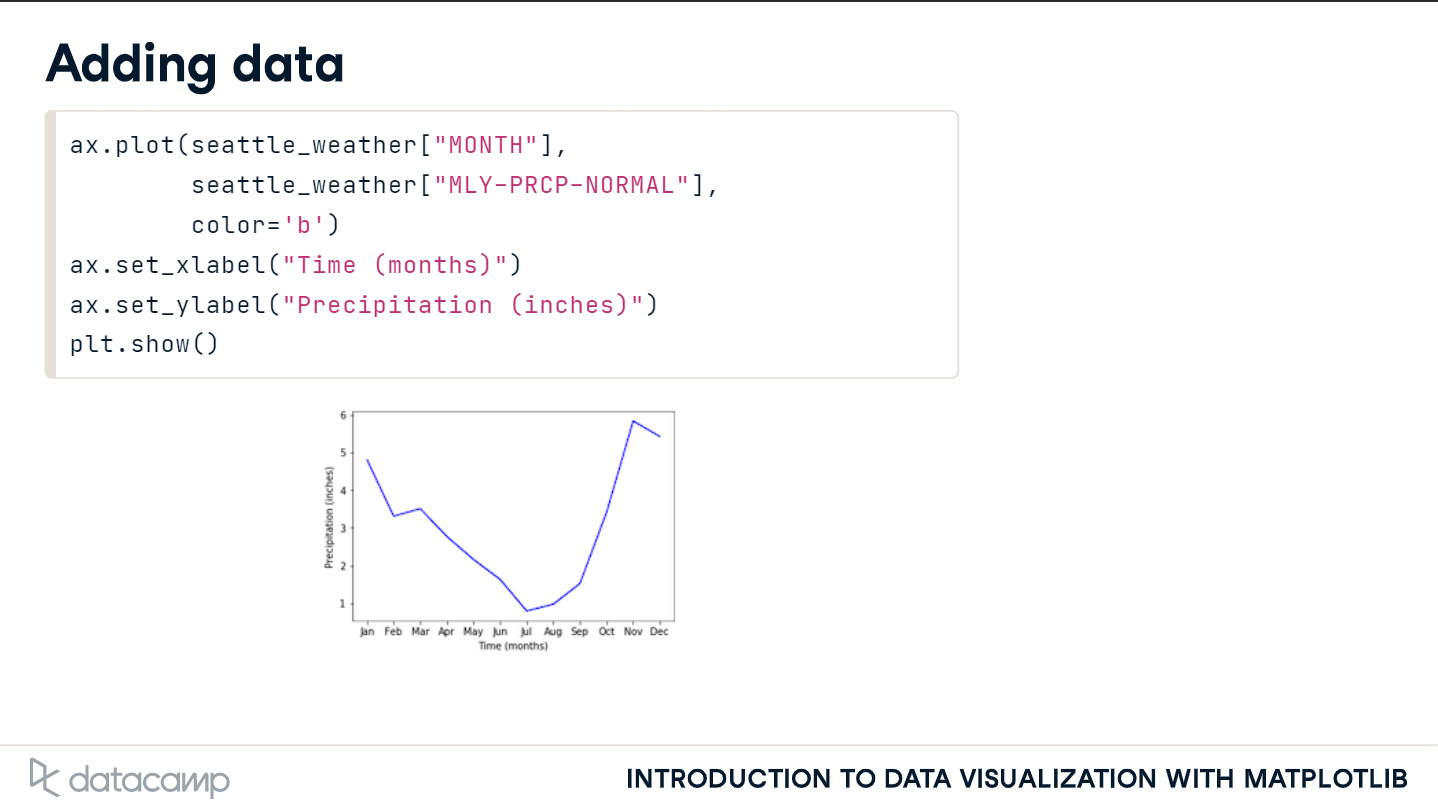 Adding data
ax.plot(seattle_weather["MONTH"],
        seattle_weather["MLY-PRCP-NORMAL"],
        color='b')
ax.set_xlabel("Time (months)")
ax.set_ylabel("Precipitation (inches)")
plt.show()
6
5
4
3
2
1
Precipitation (inches)
Jan Feb Mar Apr May Jun Jul Aug Sep Oct Nov Dec
Time (months)
datacamp
INTRODUCTION TO DATA VISUALIZATION WITH MATPLOTLIB